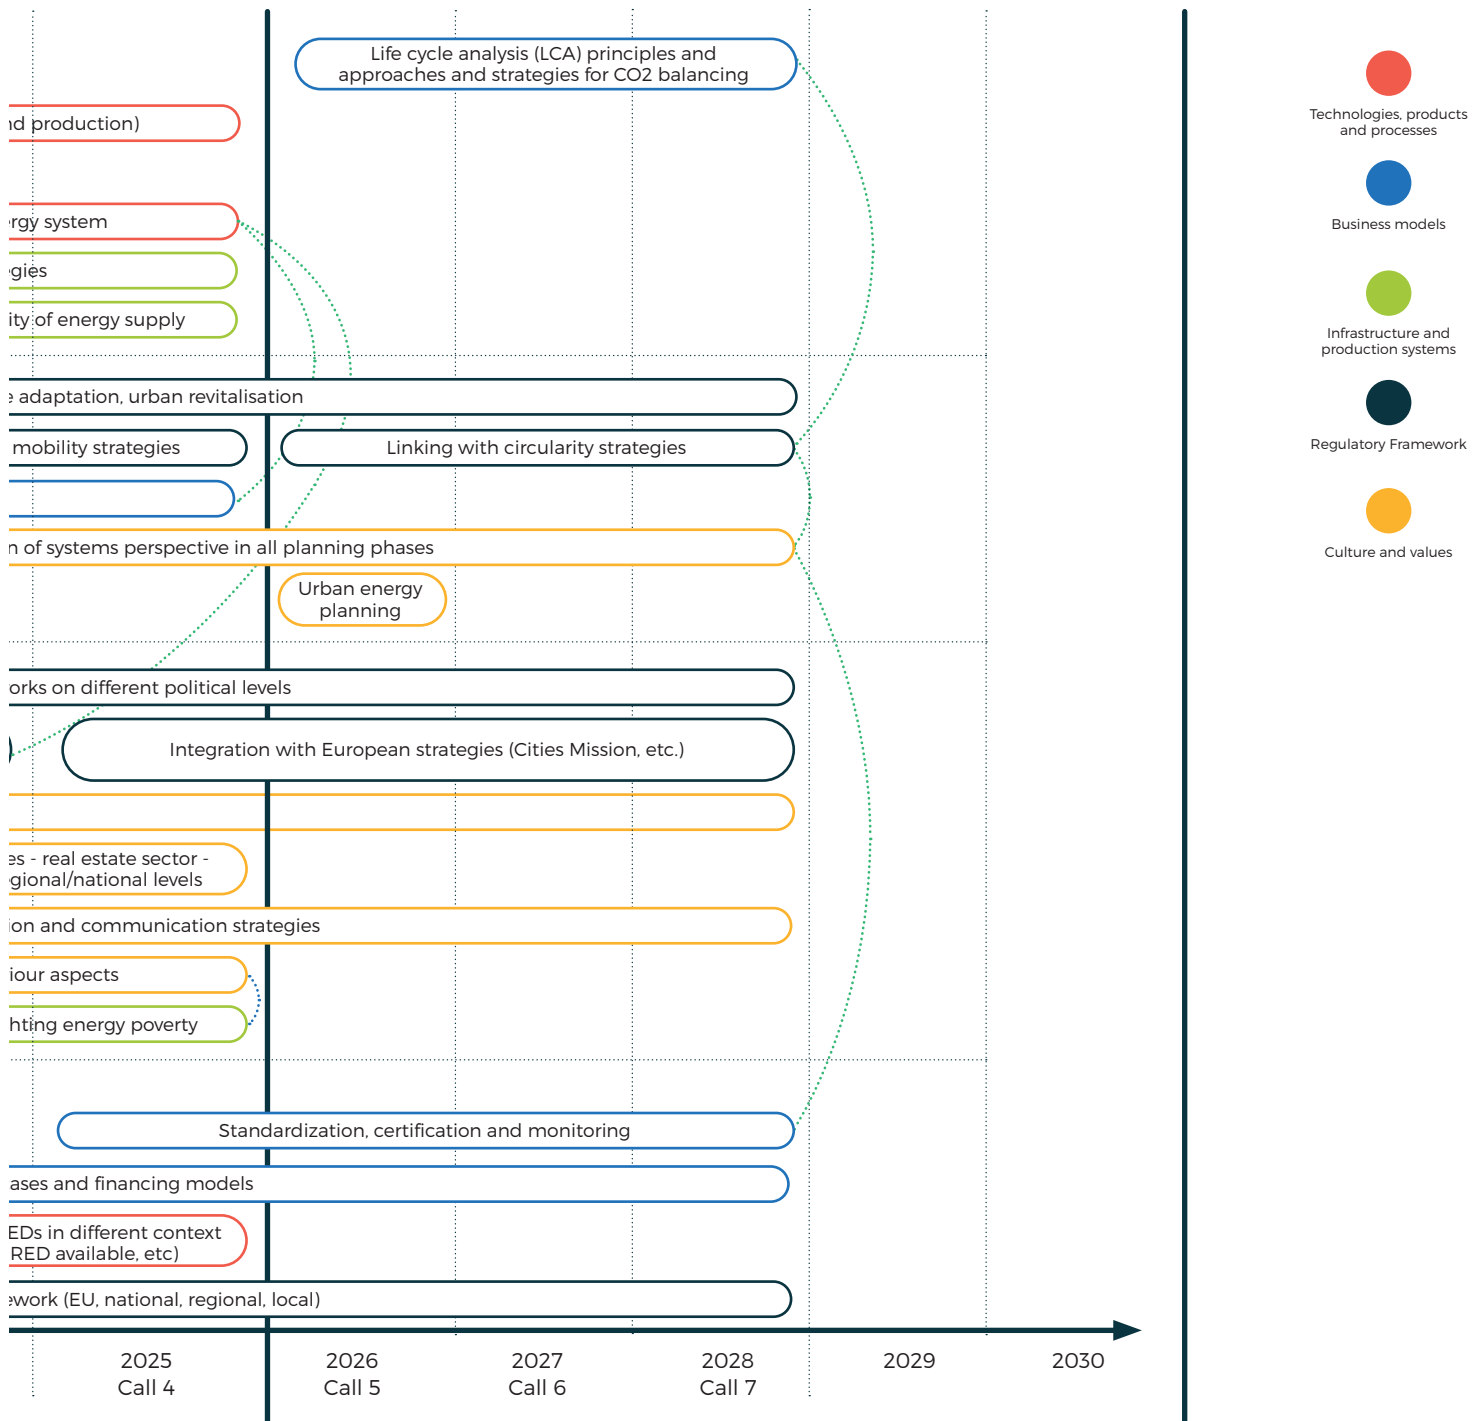 Life cycle analysis (LCA) principles and
approaches and strategies for CO2 balancing
nd production)
ergy system
egies
ity of energy supply
e adaptation, urban revitalisation
mobility strategies
Linking with circularity strategies
n of systems perspective in all planning phases
Urban energy
planning
orks on different political levels
Integration with European strategies (Cities Mission, etc.)
es - real estate sector -
egional/national levels
ion and communication strategies
iour aspects
hting energy poverty
Standardization, certification and monitoring
ases and financing models
EDs in different context
RED available, etc)
ework (EU, national, regional, local)
2025
Call 4
2026
Call 5
2027
Call 6
2028
Call 7
2029
2030
Technologies, products
and processes
Business models
Infrastructure and
production systems
Regulatory Framework
Culture and values